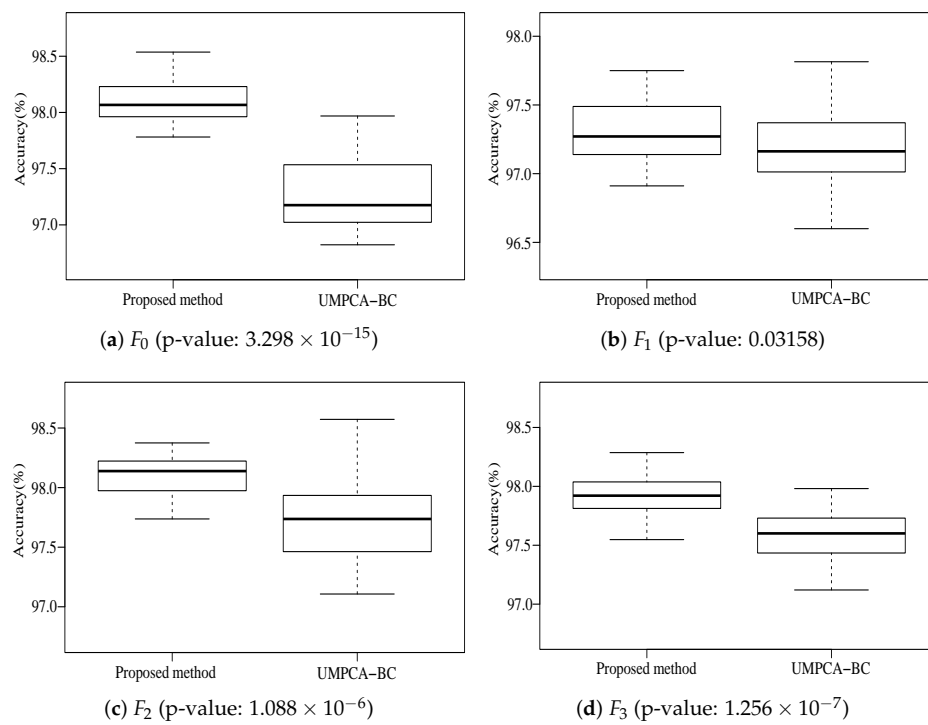 Accuracy(%)
98.5
98.0
97.5
97.0
Proposed method UMPCA−BC
(a) F0 (p-value: 3.298 × 10−15)
Accuracy(%)
98.0
97.5
97.0
96.5
Proposed method UMPCA−BC
(b) F1 (p-value: 0.03158)
Accuracy(%)
98.5
98.0
97.5
97.0
Proposed method UMPCA−BC
(c) F2 (p-value: 1.088 × 10−6)
Accuracy(%)
98.5
98.0
97.5
97.0
Proposed method UMPCA−BC
(d) F3 (p-value: 1.256 × 10−7)